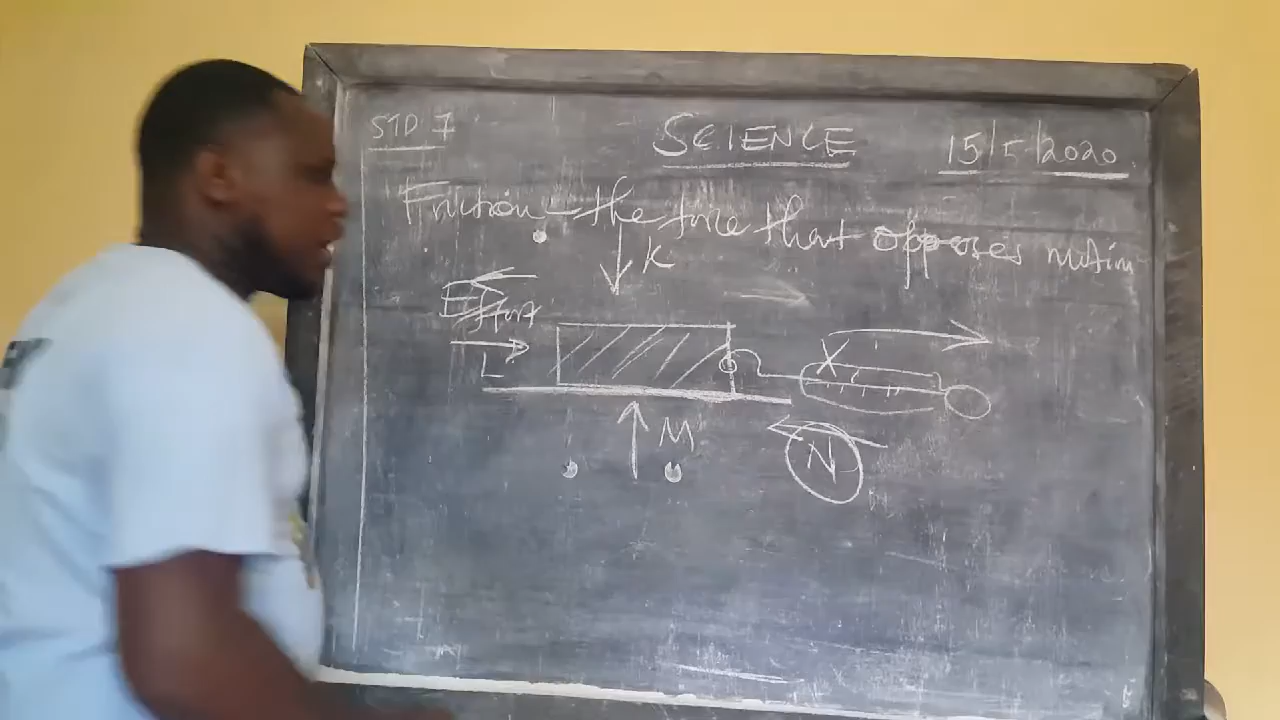 STD 7 SCIENCE 15/5/2020
Friction - the force that opposes motion
K
Effort
L
X
M
N